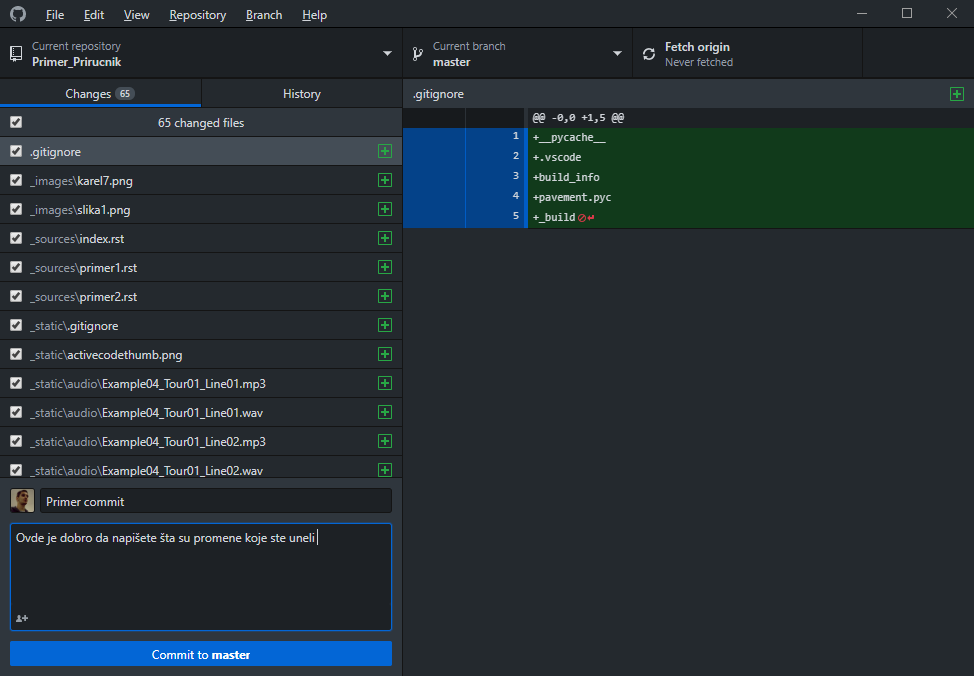 File Edit View Repository Branch Help
Current repository
Primer_Prirucnik
Current branch
master
Fetch origin
Never fetched
Changes 65
History
.gitignore
65 changed files
.gitignore
_images\karel7.png
_images\slika1.png
_sources\index.rst
_sources\primer1.rst
_sources\primer2.rst
_static\.gitignore
_static\activecodethumb.png
_static\audio\Example04_Tour01_Line01.mp3
_static\audio\Example04_Tour01_Line01.wav
_static\audio\Example04_Tour01_Line02.mp3
_static\audio\Example04_Tour01_Line02.wav
Primer commit
Ovde je dobro da napišete šta su promene koje ste uneli
Commit to master
@@ -0,0 +1,5 @@
1 +__pycache__
2 +.vscode
3 +build_info
4 +pavement.pyc
5 +_build